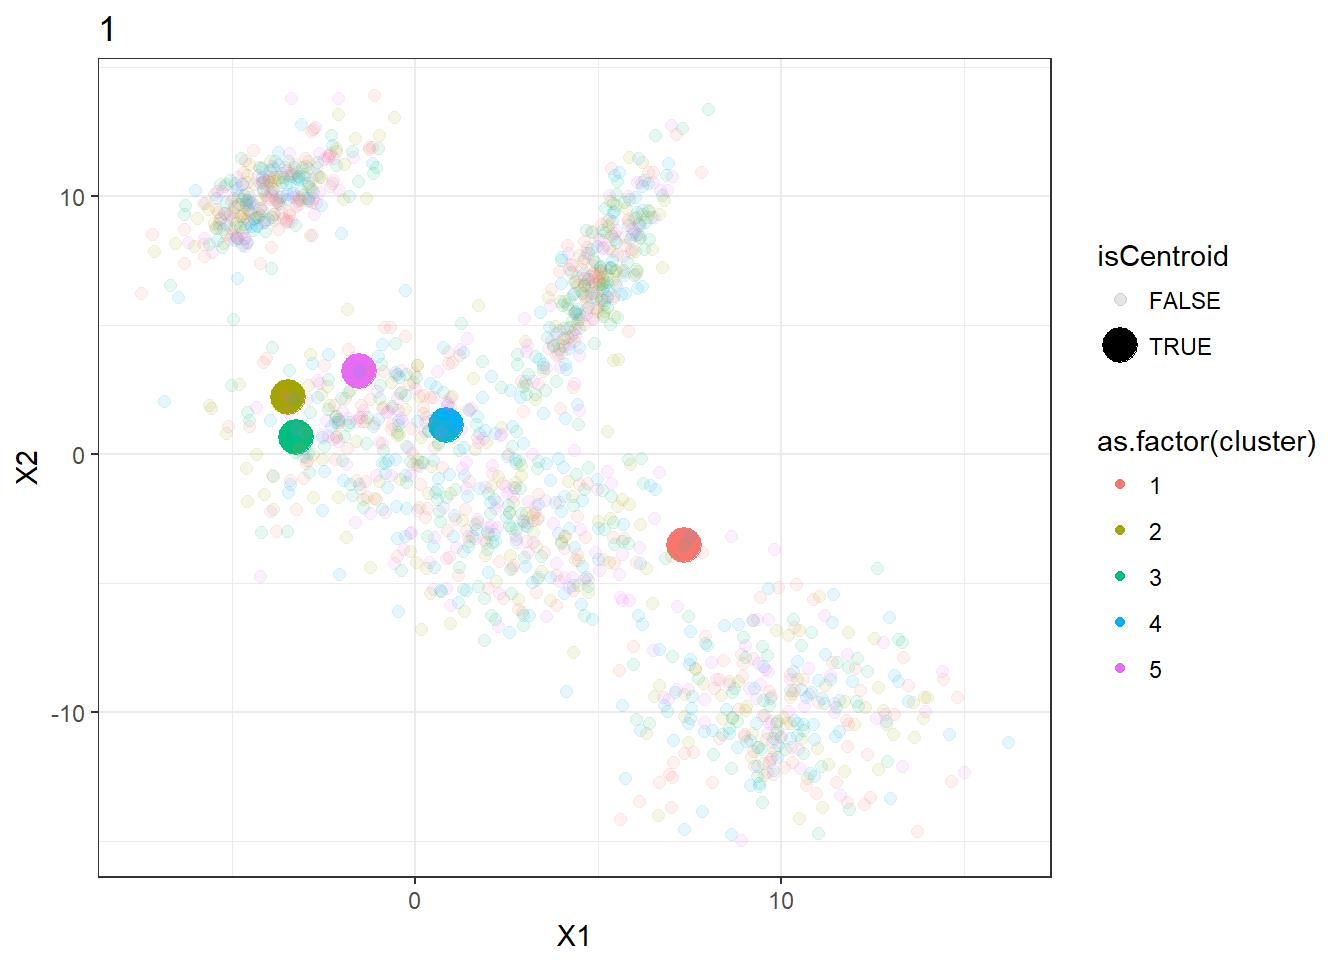 1
10
0
-10
0
10
X1
X2
isCentroid
FALSE
TRUE
as.factor(cluster)
1
2
3
4
5